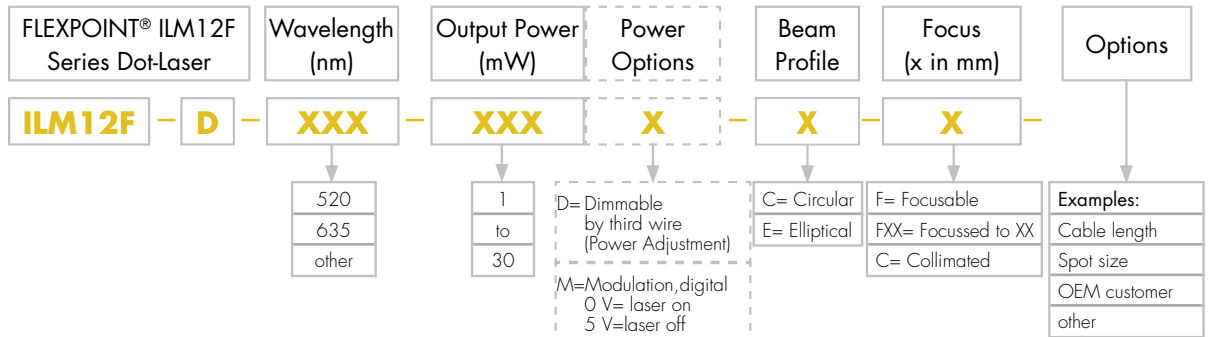 FLEXPOINT® ILM12F
Series Dot-Laser
Wavelength
(nm)
Output Power
(mW)
Power
Options
Beam
Profile
Focus
(x in mm)
Options
ILM12F – D – XXX – XXX X – X – X –
520
635
other
1
to
30
D= Dimmable
by third wire
(Power Adjustment)
M=Modulation,digital
0 V= laser on
5 V=laser off
C= Circular
E= Elliptical
F= Focusable
FXX= Focussed to XX
C= Collimated
Examples:
Cable length
Spot size
OEM customer
other